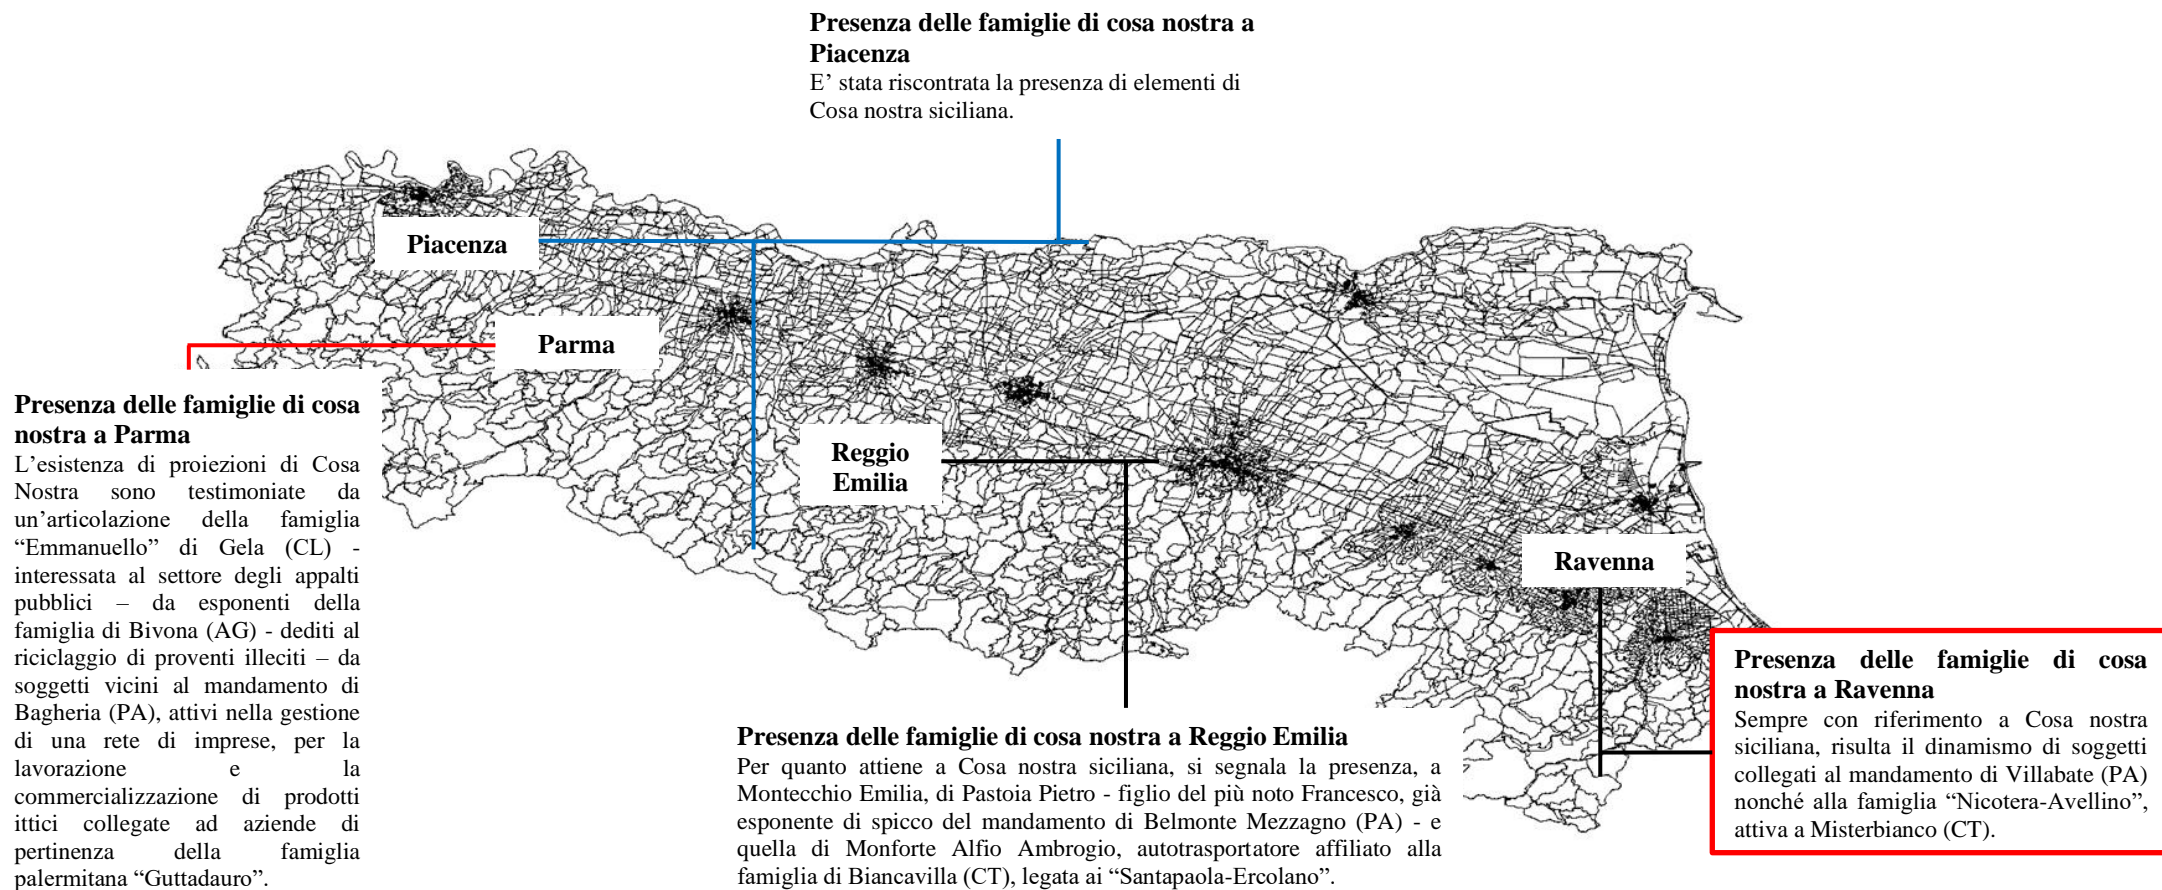 Presenza delle famiglie di cosa nostra a
Piacenza
E’ stata riscontrata la presenza di elementi di
Cosa nostra siciliana.
Piacenza
Parma
Presenza delle famiglie di cosa
nostra a Parma
L’esistenza di proiezioni di Cosa
Nostra sono testimoniate da
un’articolazione della famiglia
“Emmanuello” di Gela (CL) -
interessata al settore degli appalti
pubblici – da esponenti della
famiglia di Bivona (AG) - dediti al
riciclaggio di proventi illeciti – da
soggetti vicini al mandamento di
Bagheria (PA), attivi nella gestione
di una rete di imprese, per la
lavorazione e la
commercializzazione di prodotti
ittici collegate ad aziende di
pertinenza della famiglia
palermitana “Guttadauro”.
Reggio
Emilia
Presenza delle famiglie di cosa nostra a Reggio Emilia
Per quanto attiene a Cosa nostra siciliana, si segnala la presenza, a
Montecchio Emilia, di Pastoia Pietro - figlio del più noto Francesco, già
esponente di spicco del mandamento di Belmonte Mezzagno (PA) - e
quella di Monforte Alfio Ambrogio, autotrasportatore affiliato alla
famiglia di Biancavilla (CT), legata ai “Santapaola-Ercolano”.
Ravenna
Presenza delle famiglie di cosa
nostra a Ravenna
Sempre con riferimento a Cosa nostra
siciliana, risulta il dinamismo di soggetti
collegati al mandamento di Villabate (PA)
nonché alla famiglia “Nicotera-Avellino”,
attiva a Misterbianco (CT).